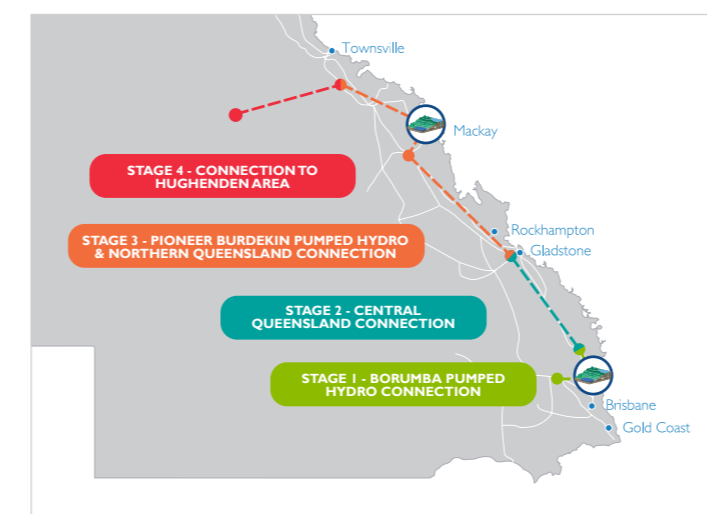 Townsville
Mackay
STAGE 4 - CONNECTION TO
HUGHENDEN AREA
Rockhampton
STAGE 3 - PIONEER BURDEKIN PUMPED HYDRO
& NORTHERN QUEENSLAND CONNECTION
Gladstone
STAGE 2 - CENTRAL
QUEENSLAND CONNECTION
STAGE 1 - BORUMBA PUMPED
HYDRO CONNECTION
Brisbane
Gold Coast